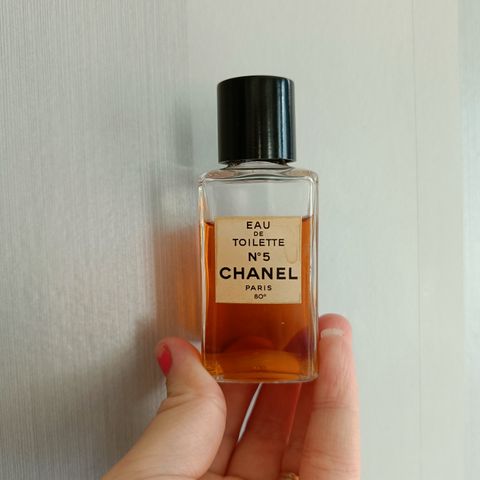 EAU
DE
TOILETTE
N°5
CHANEL
PARIS
80°